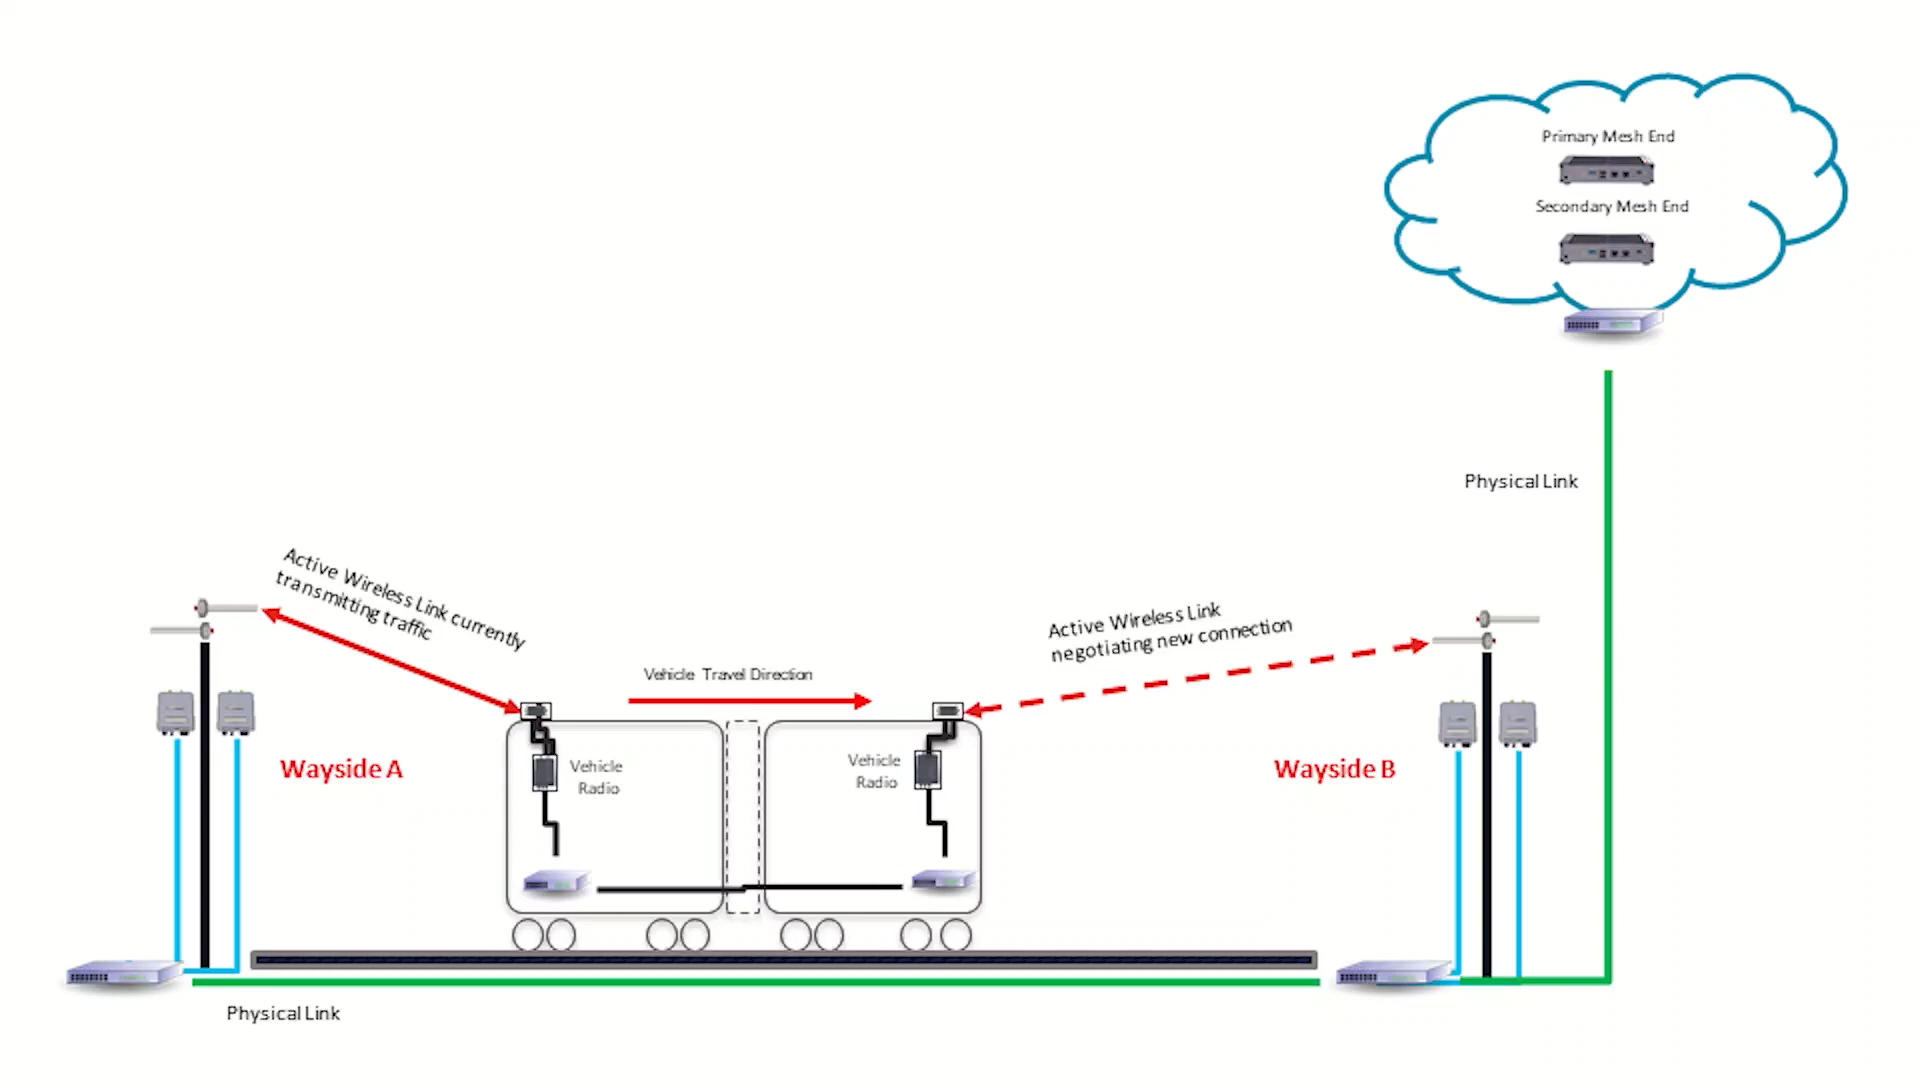 Primary Mesh End
Secondary Mesh End
Physical Link
Active Wireless Link currently
transmitting traffic
Active Wireless Link
negotiating new connection
Vehicle Travel Direction
Wayside A
Vehicle
Radio
Vehicle
Radio
Wayside B
Physical Link